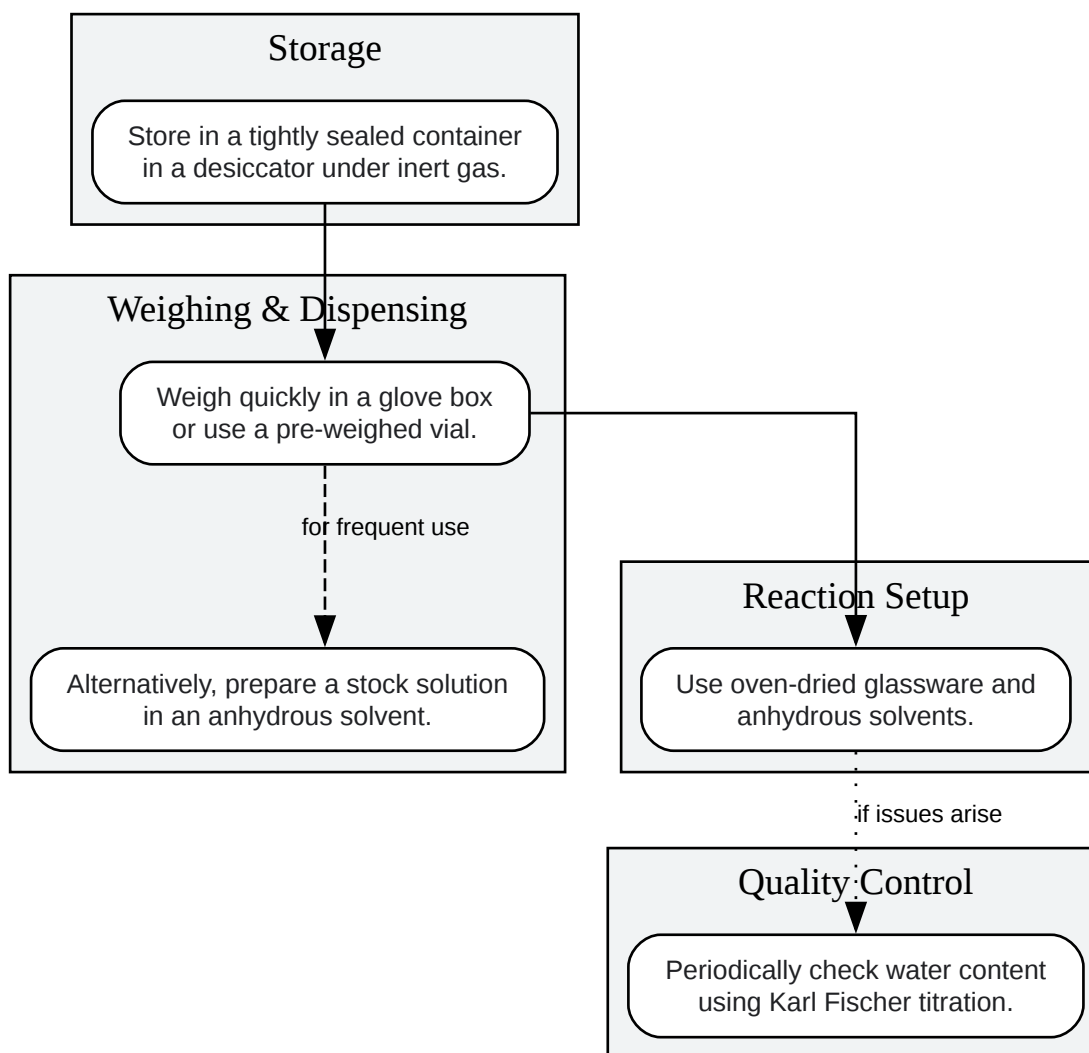 Storage
Store in a tightly sealed container
in a desiccator under inert gas.
Weighing & Dispensing
Weigh quickly in a glove box
or use a pre-weighed vial.
for frequent use
Alternatively, prepare a stock solution
in an anhydrous solvent.
Reaction Setup
Use oven-dried glassware and
anhydrous solvents.
if issues arise
Quality Control
Periodically check water content
using Karl Fischer titration.